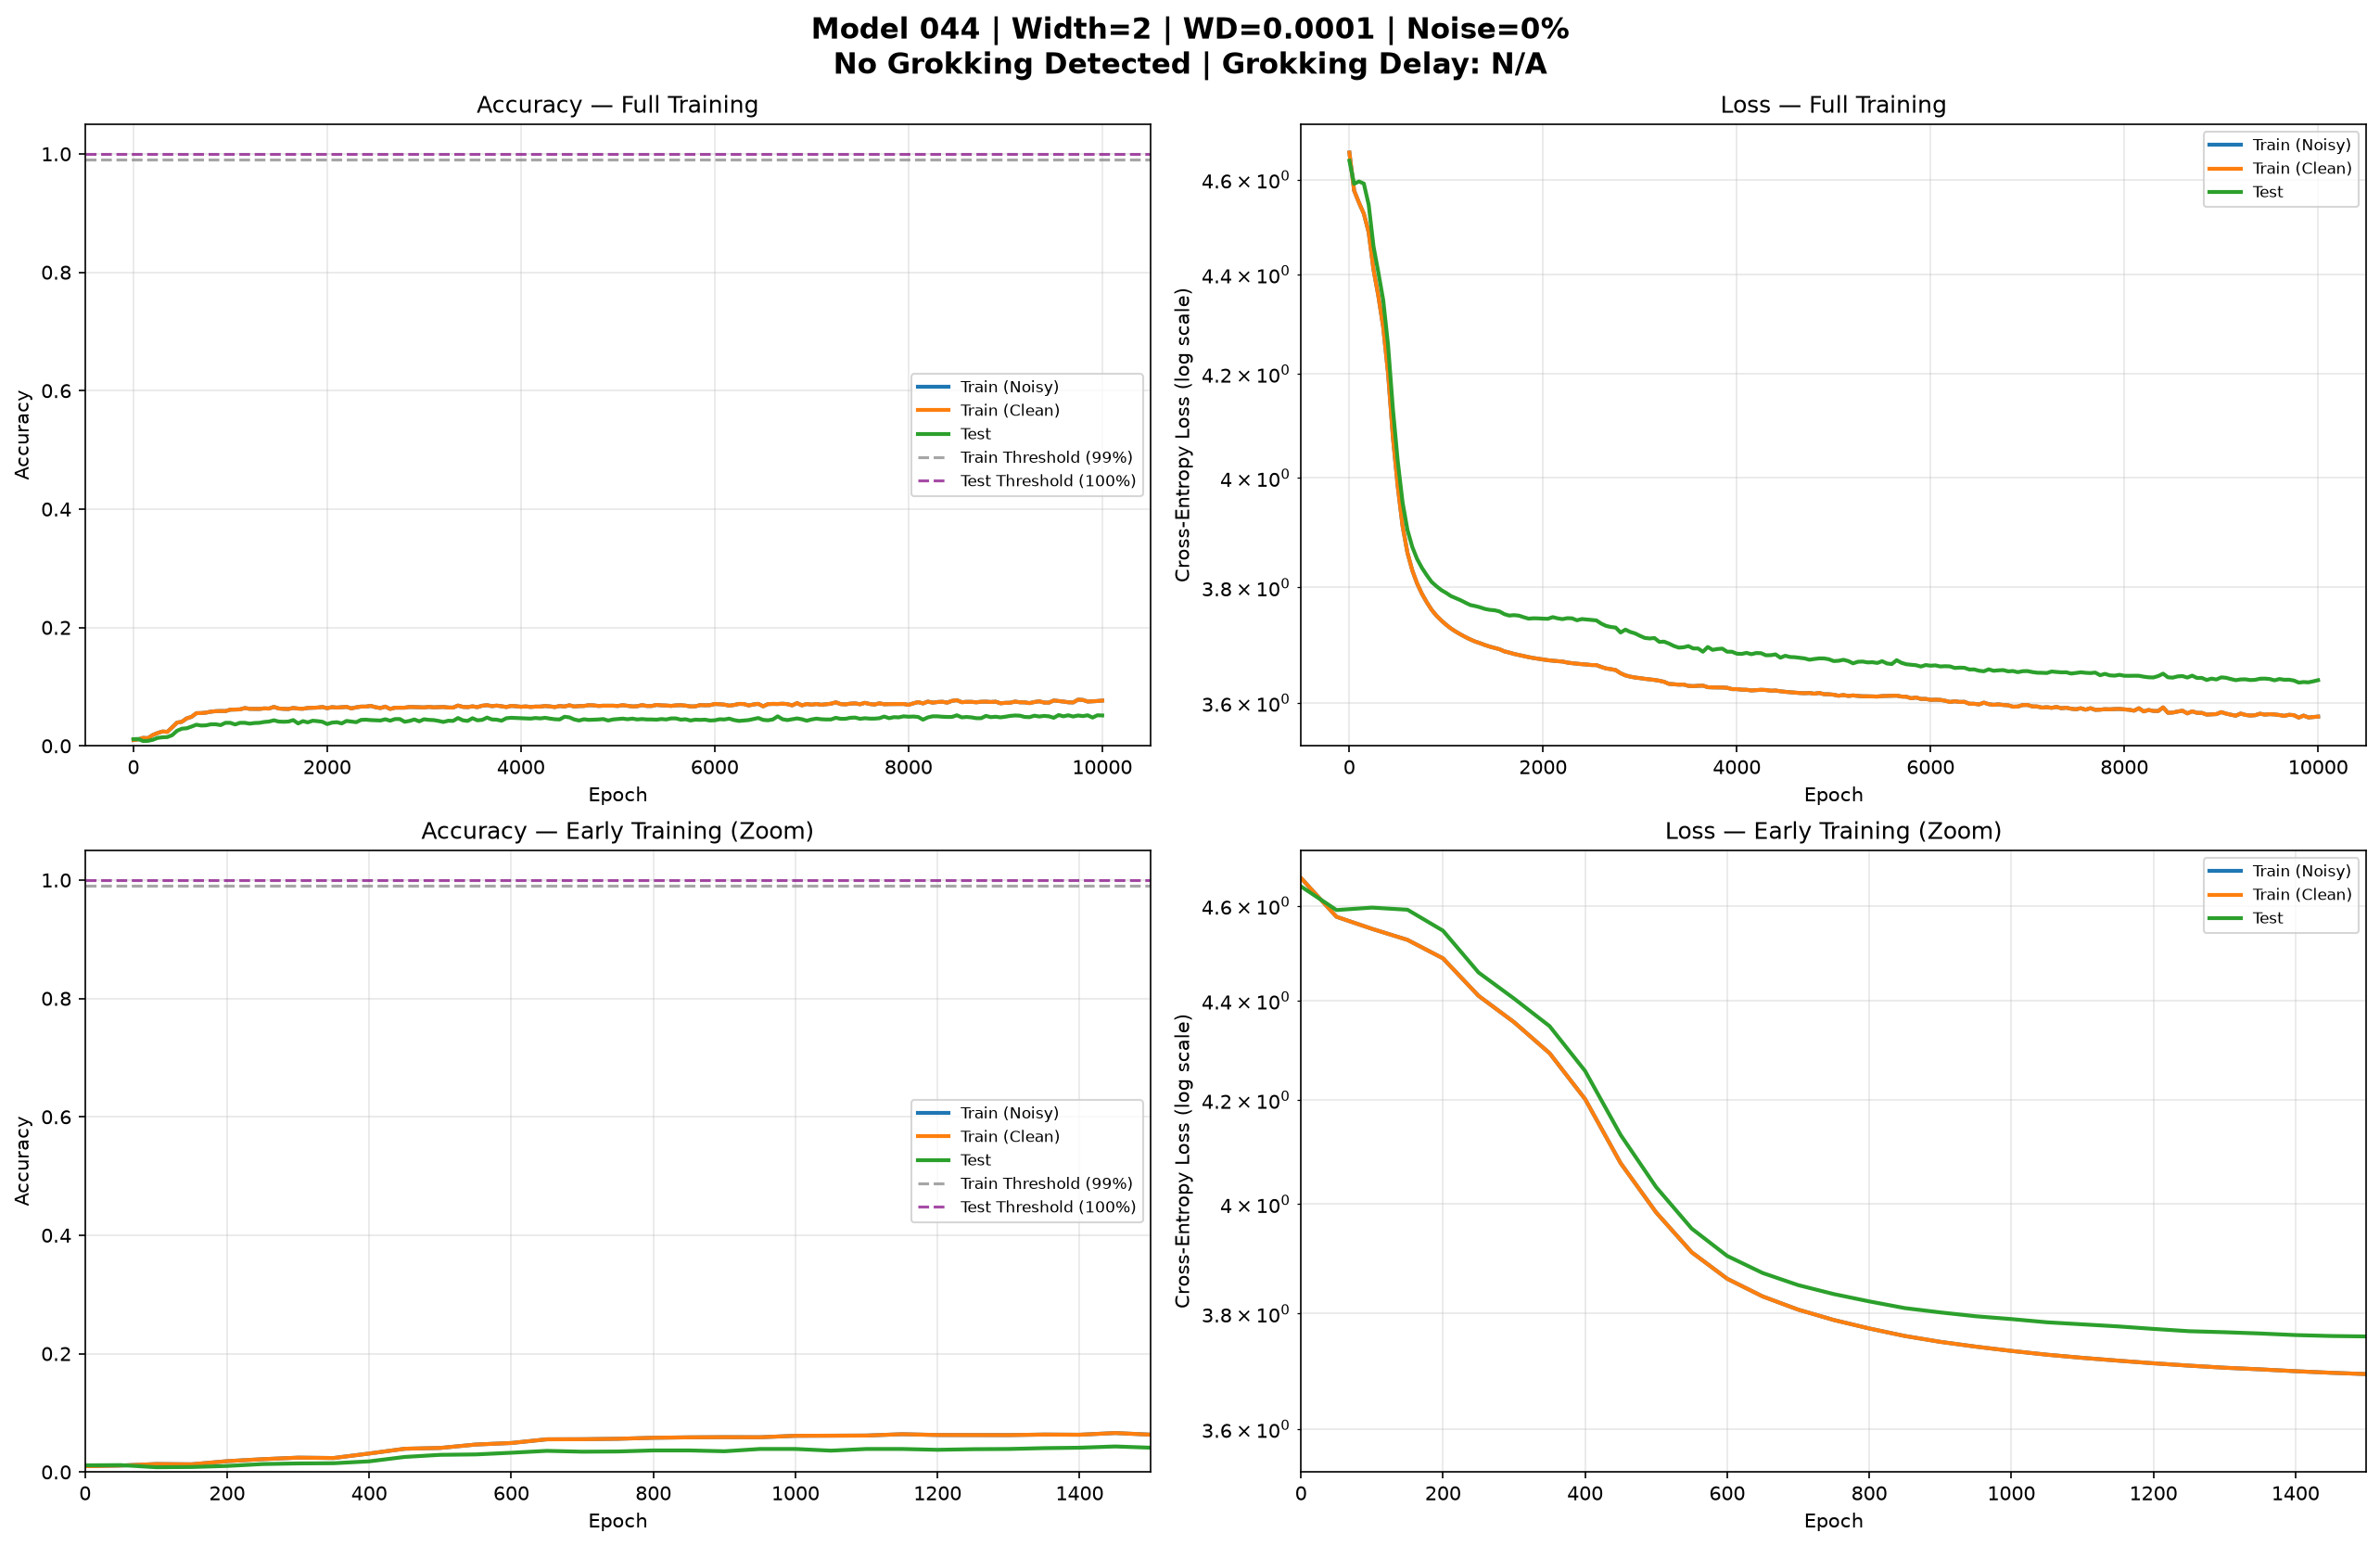 Model 044 | Width=2 | WD=0.0001 | Noise=0%
No Grokking Detected | Grokking Delay: N/A
Accuracy — Full Training
1.0
0.8
0.6
0.4
0.2
0.0
Accuracy
0 2000 4000 6000 8000 10000
Epoch
Train (Noisy)
Train (Clean)
Test
Train Threshold (99%)
Test Threshold (100%)
Loss — Full Training
4.6 × 10⁰
4.4 × 10⁰
4.2 × 10⁰
4 × 10⁰
3.8 × 10⁰
3.6 × 10⁰
Cross-Entropy Loss (log scale)
0 2000 4000 6000 8000 10000
Epoch
Train (Noisy)
Train (Clean)
Test
Accuracy — Early Training (Zoom)
1.0
0.8
0.6
0.4
0.2
0.0
Accuracy
0 200 400 600 800 1000 1200 1400
Epoch
Train (Noisy)
Train (Clean)
Test
Train Threshold (99%)
Test Threshold (100%)
Loss — Early Training (Zoom)
4.6 × 10⁰
4.4 × 10⁰
4.2 × 10⁰
4 × 10⁰
3.8 × 10⁰
3.6 × 10⁰
Cross-Entropy Loss (log scale)
0 200 400 600 800 1000 1200 1400
Epoch
Train (Noisy)
Train (Clean)
Test